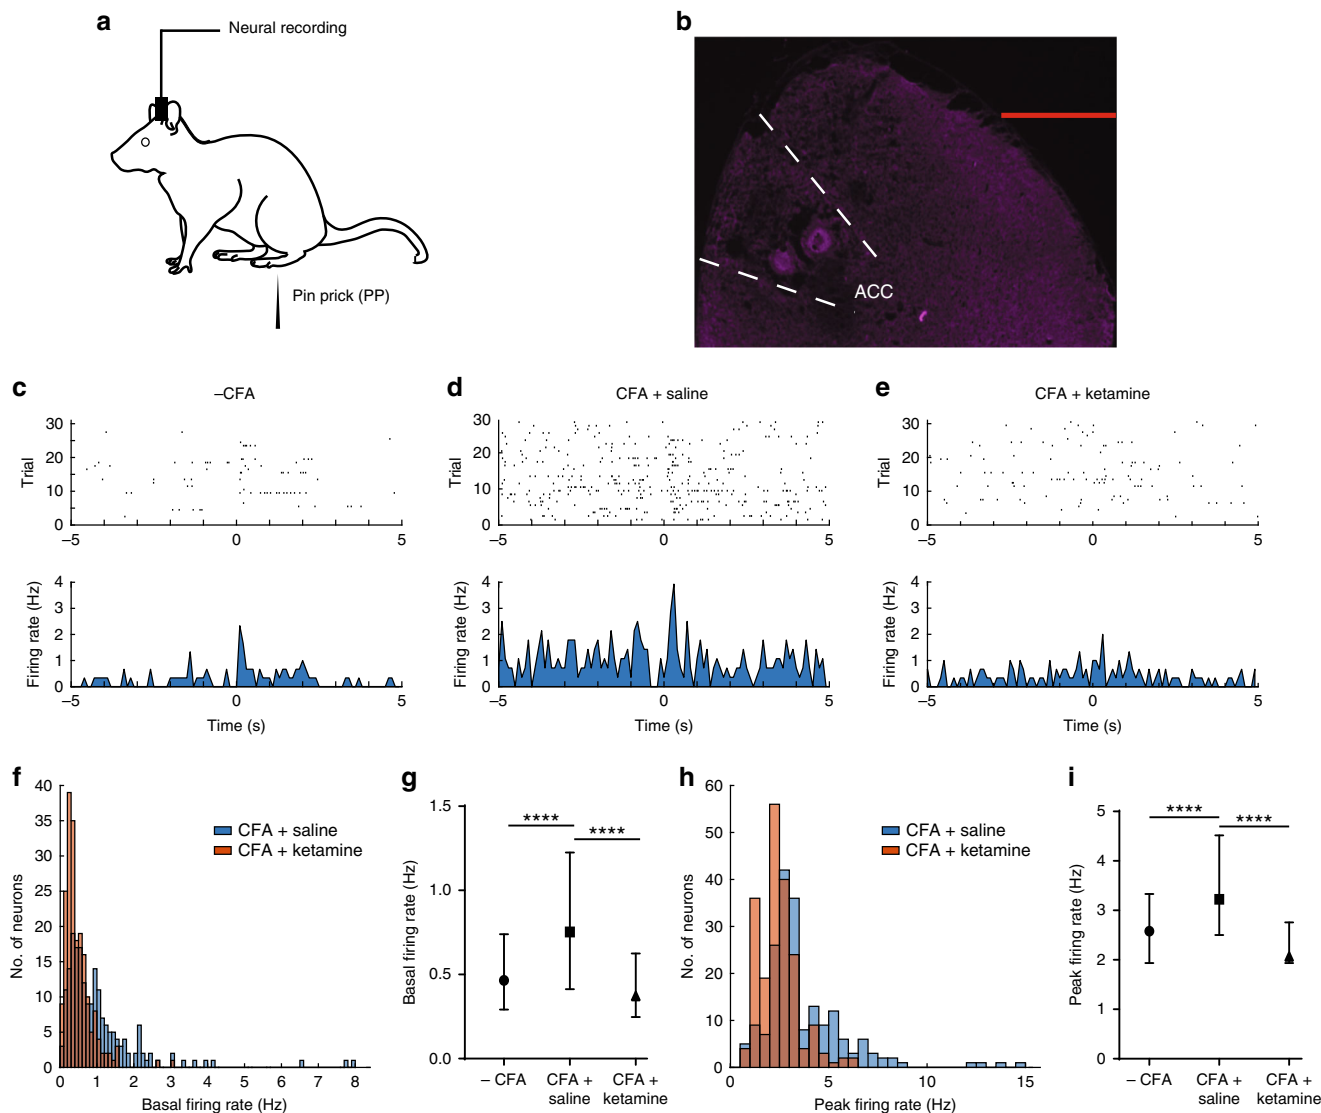 a
Neural recording
Pin prick (PP)
b
ACC
c
–CFA
Trial
30
20
10
0
–5
0
5
Firing rate (Hz)
4
3
2
1
0
–5
0
5
Time (s)
d
CFA + saline
Trial
30
20
10
0
–5
0
5
Firing rate (Hz)
4
3
2
1
0
–5
0
5
Time (s)
e
CFA + ketamine
Trial
30
20
10
0
–5
0
5
Firing rate (Hz)
4
3
2
1
0
–5
0
5
Time (s)
f
No. of neurons
40
35
30
25
20
15
10
5
0
CFA + saline
CFA + ketamine
0
1
2
3
4
5
6
7
8
Basal firing rate (Hz)
g
Basal firing rate (Hz)
1.5
1.0
0.5
0.0
****
****
– CFA
CFA +
saline
CFA +
ketamine
h
No. of neurons
60
50
40
30
20
10
0
CFA + saline
CFA + ketamine
0
5
10
15
Peak firing rate (Hz)
i
Peak firing rate (Hz)
5
4
3
2
1
0
****
****
– CFA
CFA +
saline
CFA +
ketamine